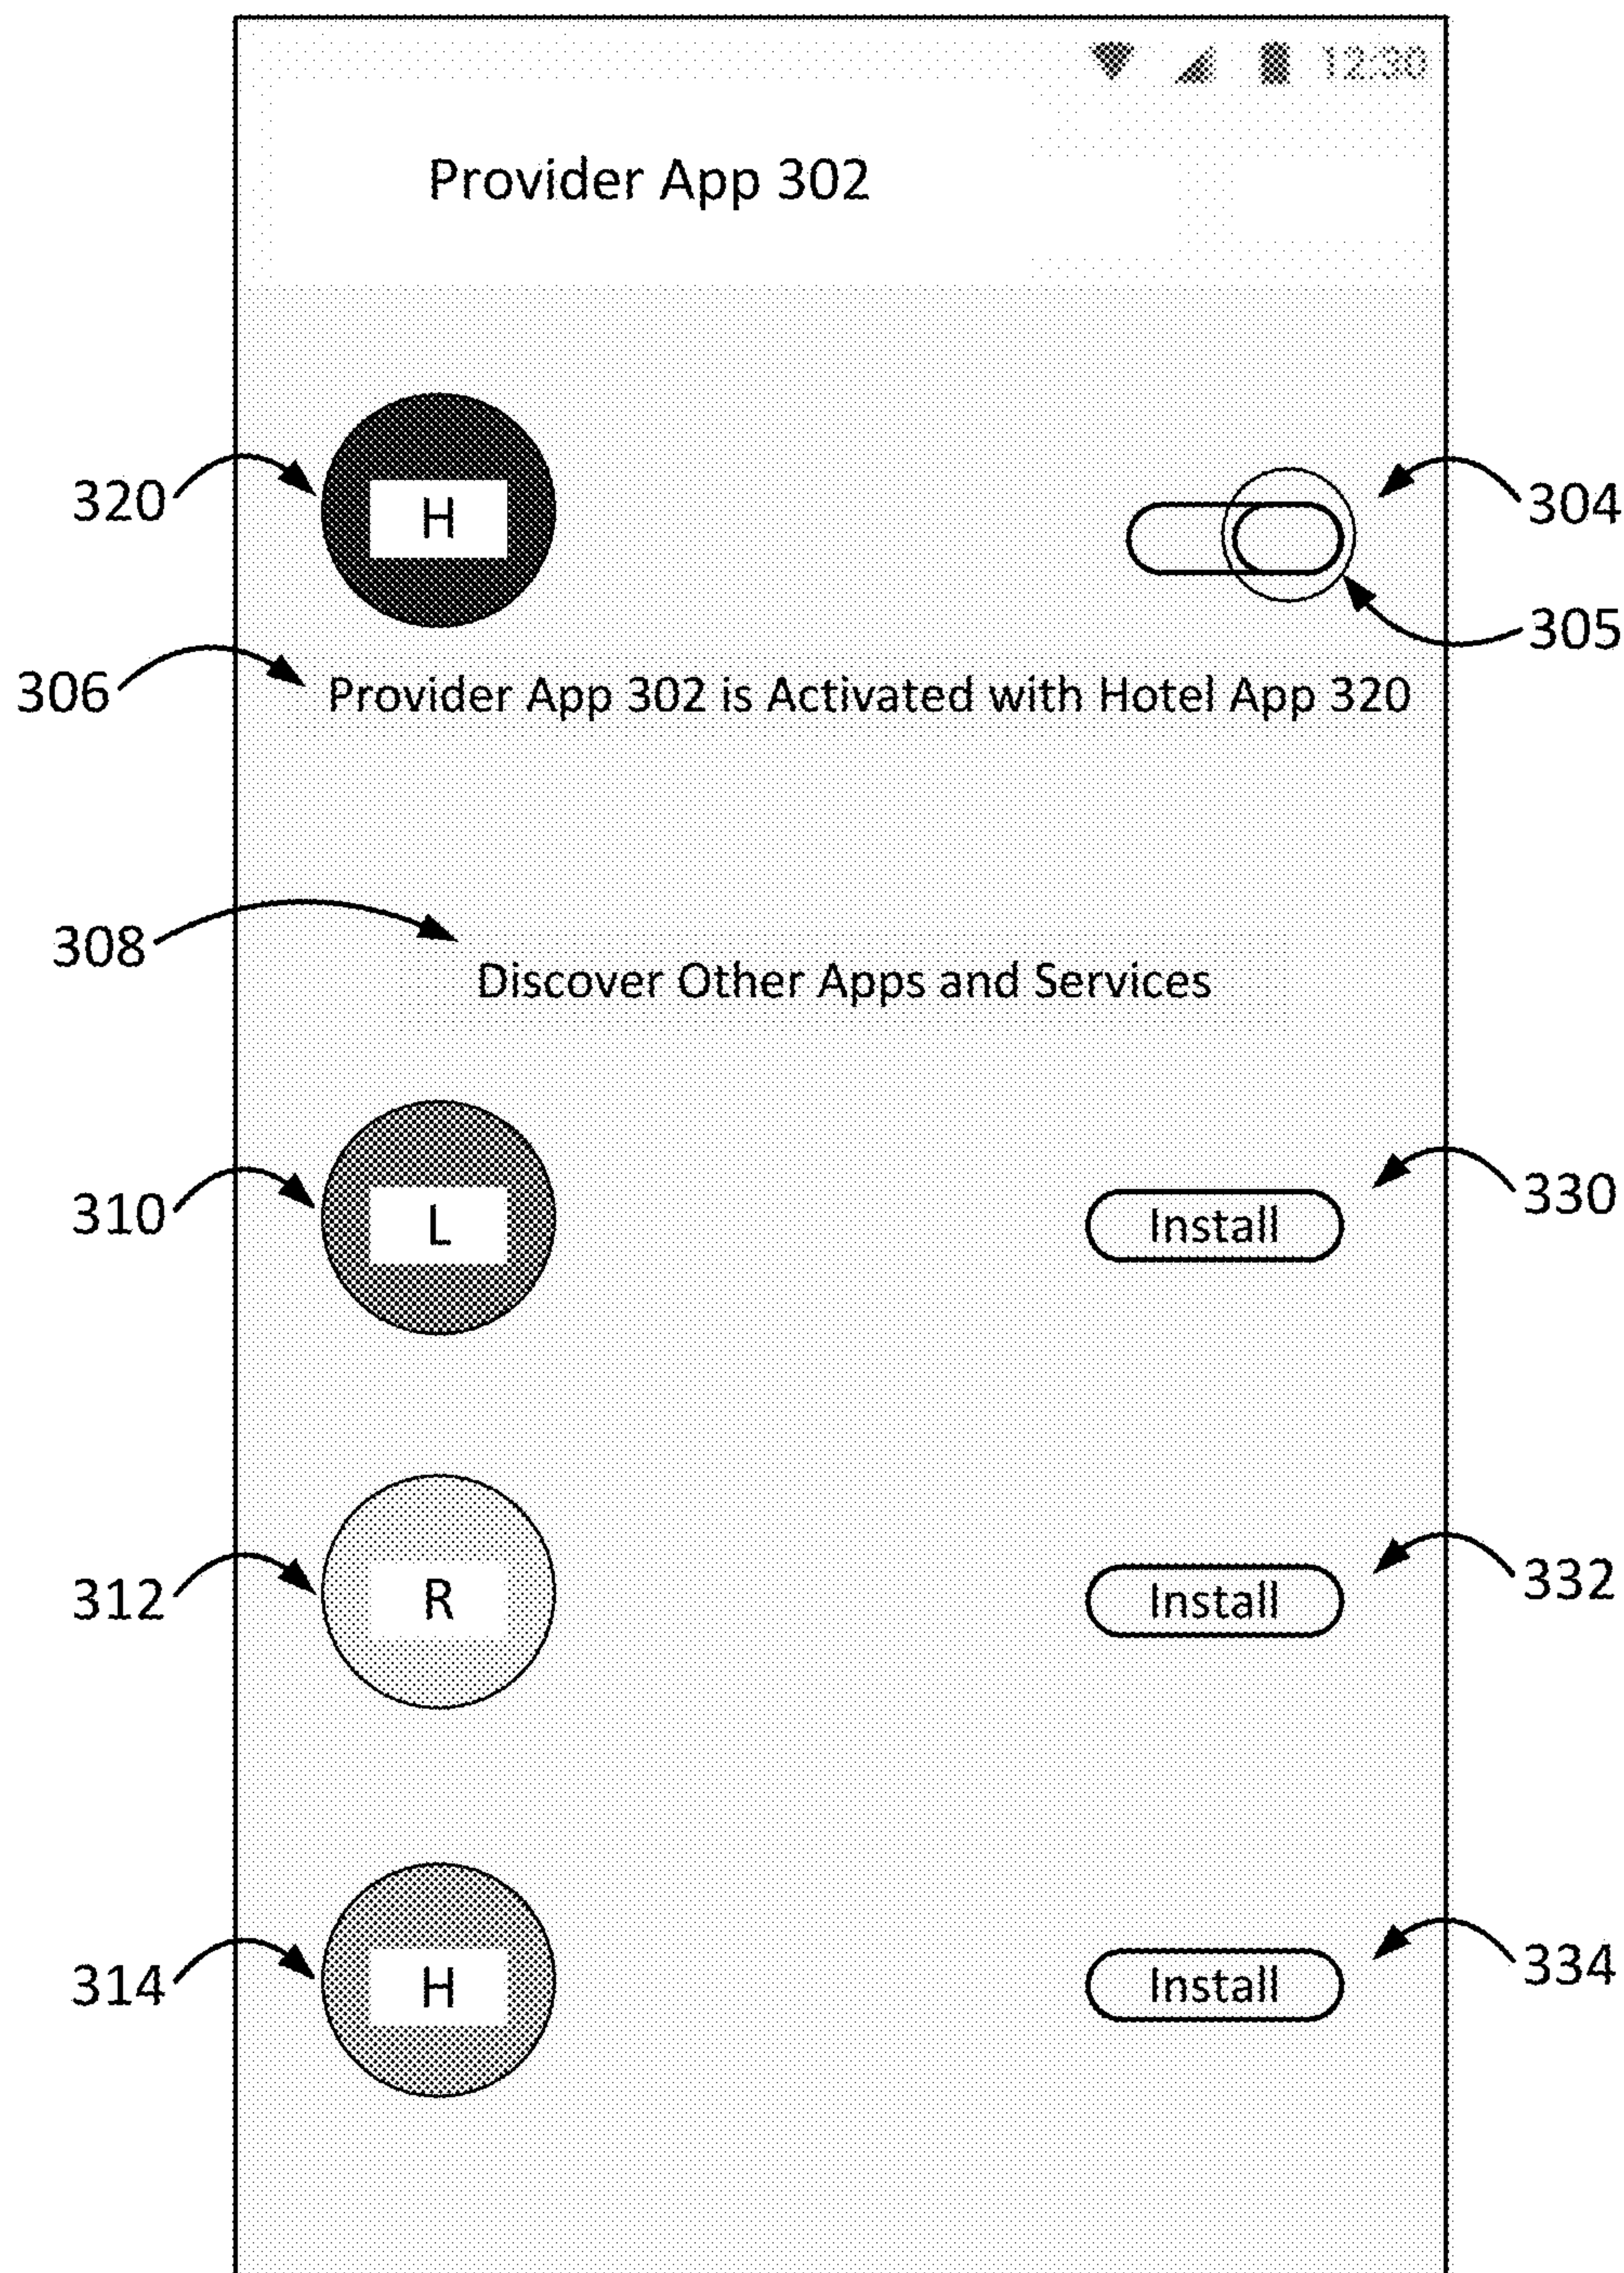 12:30
Provider App 302
320
H
304
305
306
Provider App 302 is Activated with Hotel App 320
308
Discover Other Apps and Services
310
L
Install
330
312
R
Install
332
314
H
Install
334